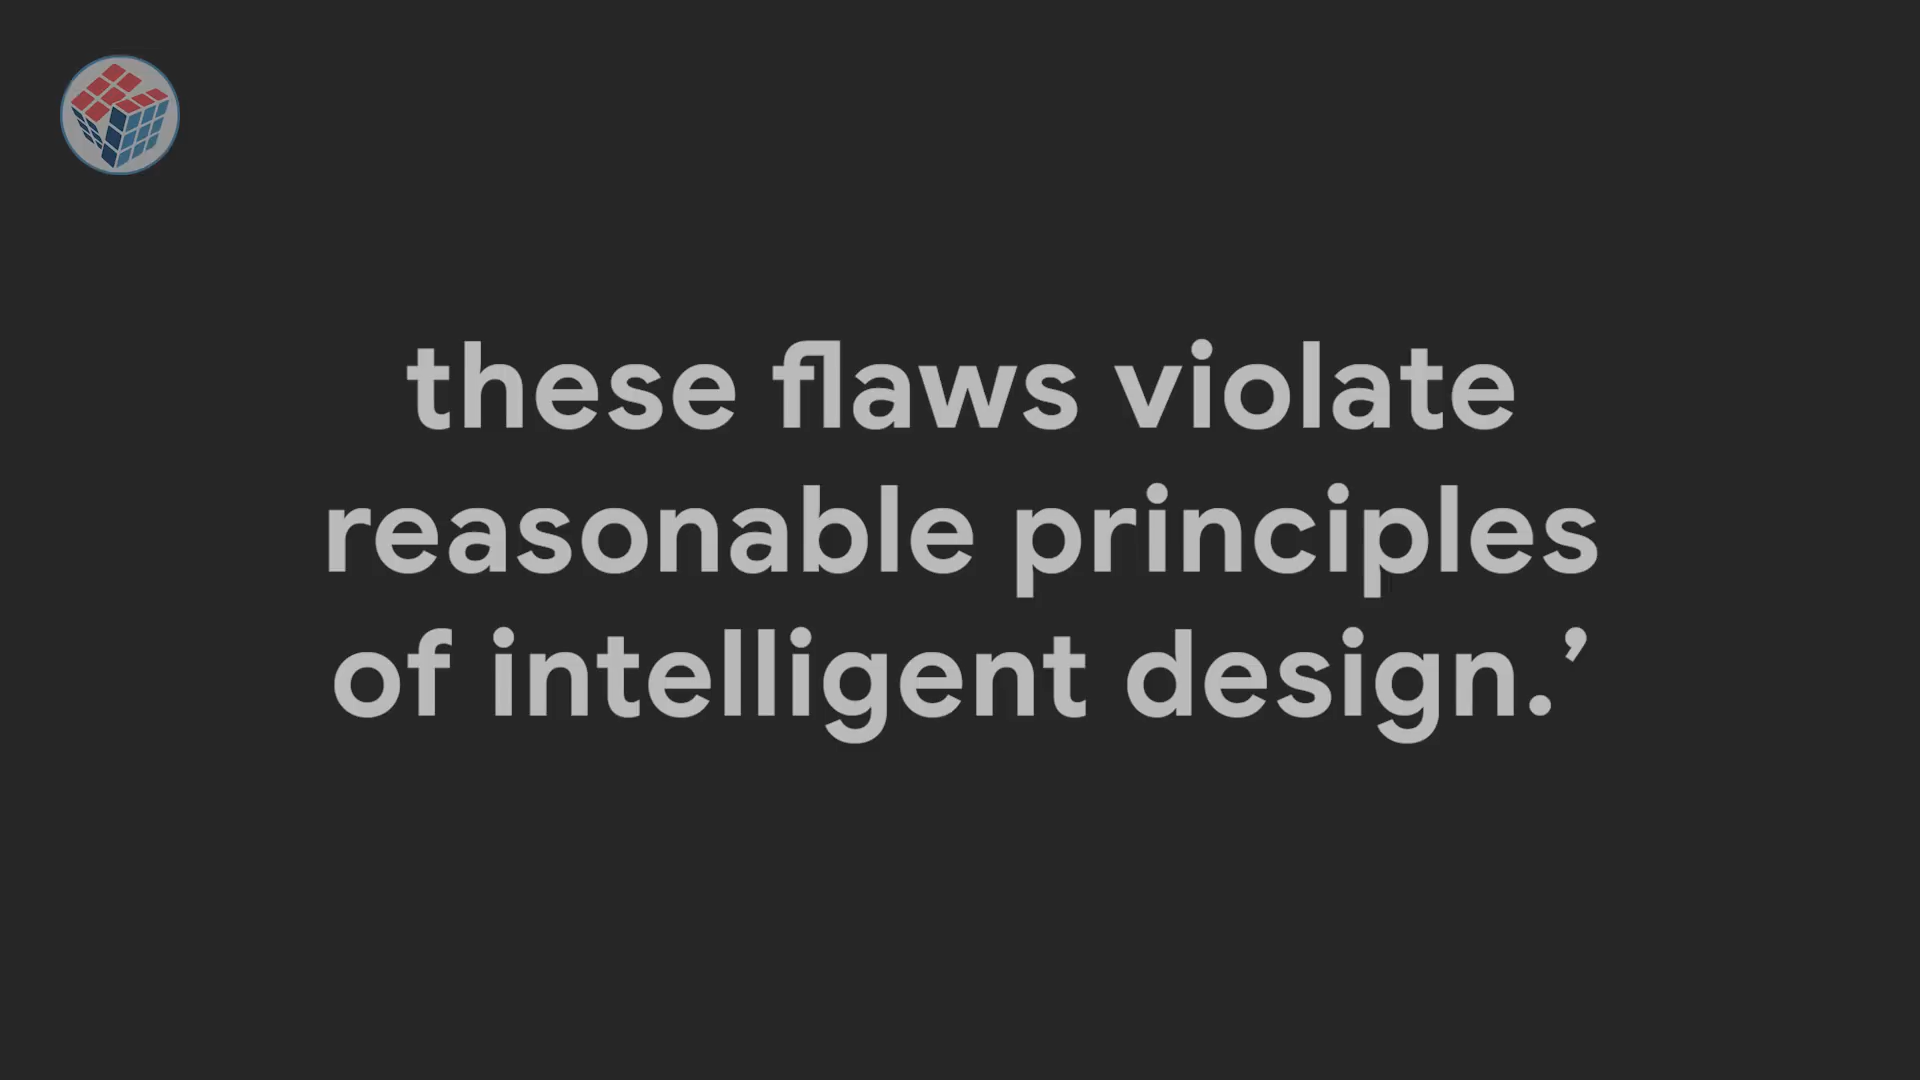 these flaws violate
reasonable principles
of intelligent design.’